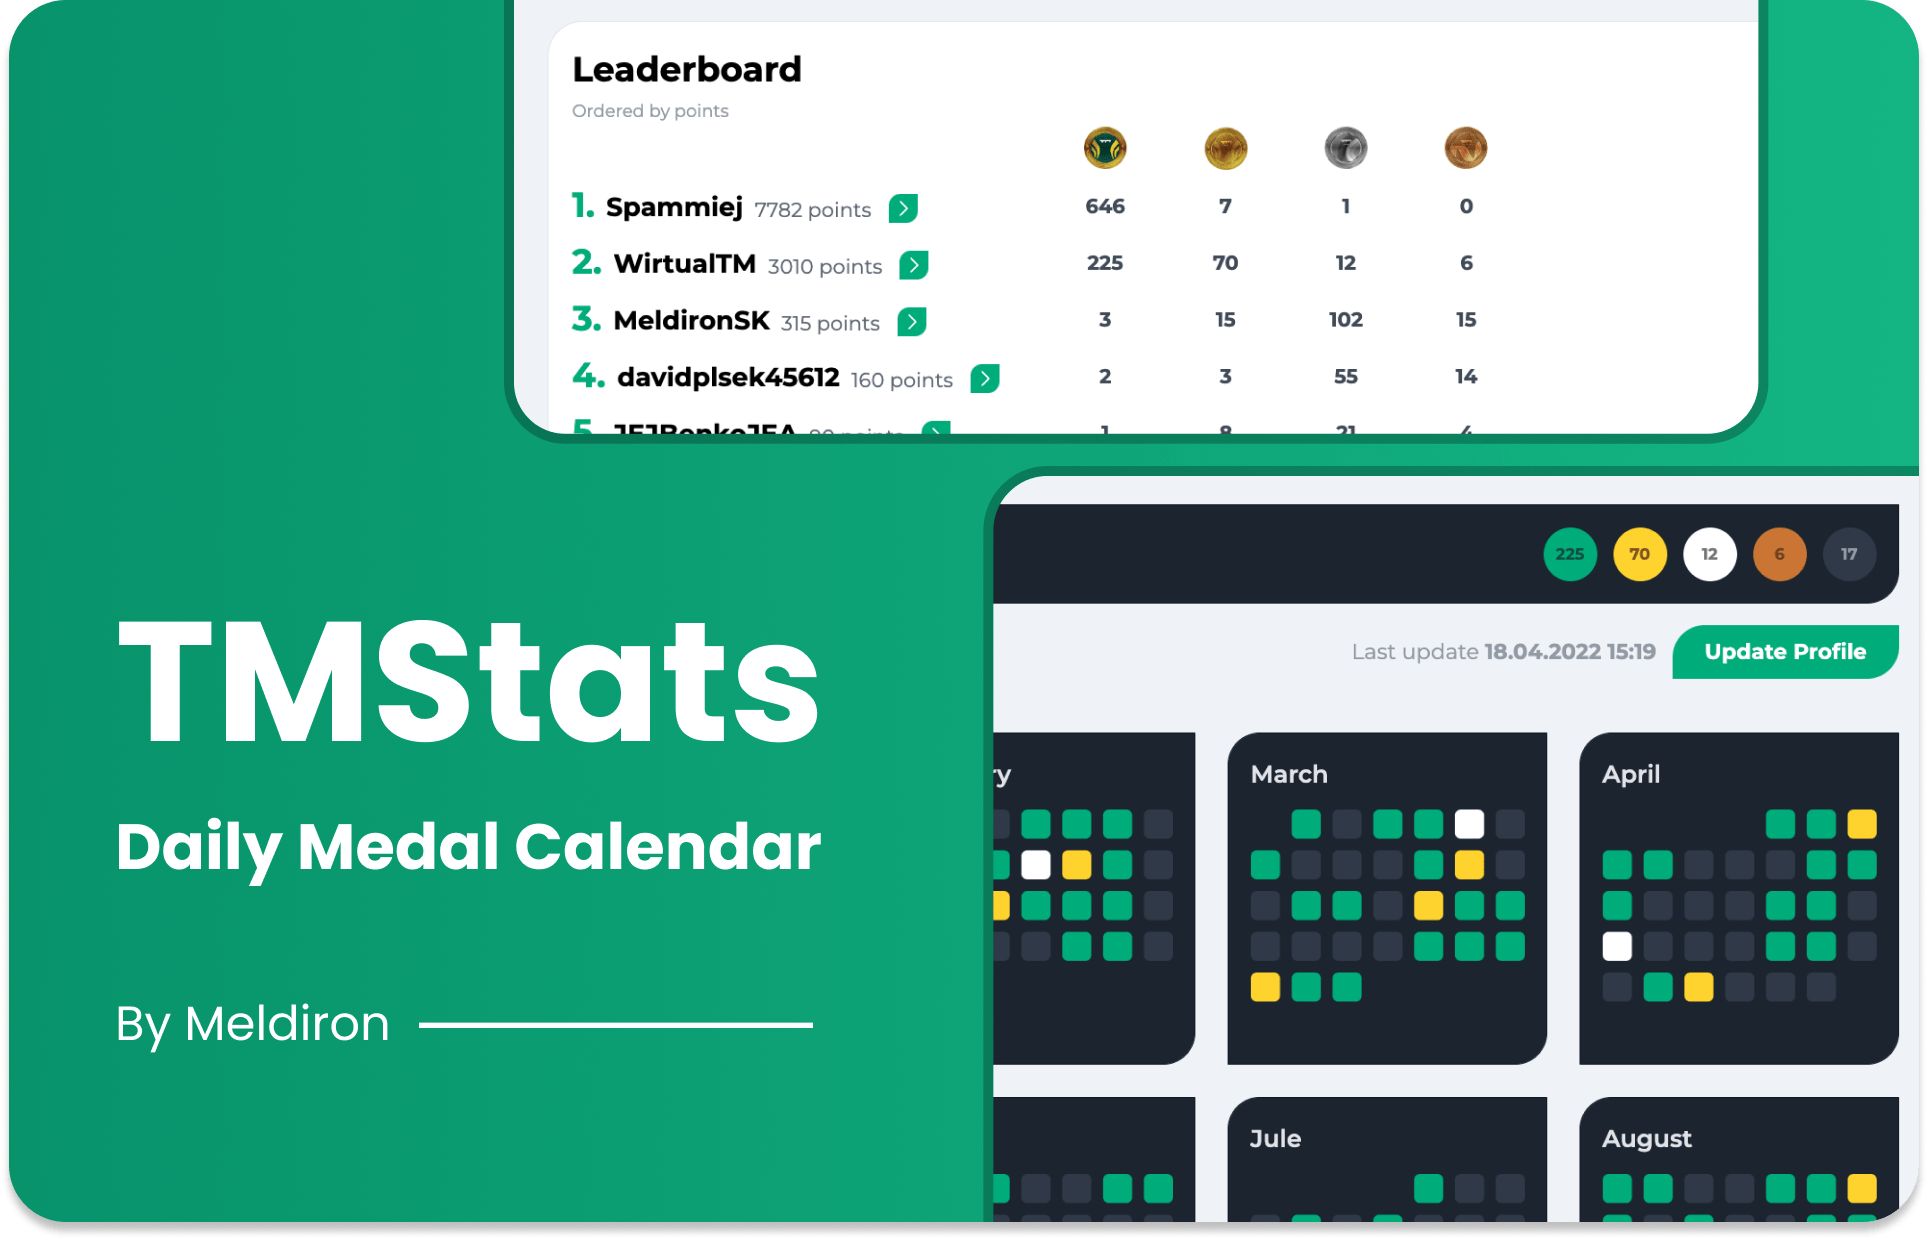 Leaderboard
Ordered by points
1. Spammiej 7782 points 646 7 1 0
2. WirtualTM 3010 points 225 70 12 6
3. MeldironSK 315 points 3 15 102 15
4. davidplsek45612 160 points 2 3 55 14
5. 1 8 21 4
225 70 12 6 17
Last update 18.04.2022 15:19 Update Profile
TMStats
Daily Medal Calendar
By Meldiron
ry March April
Jule August